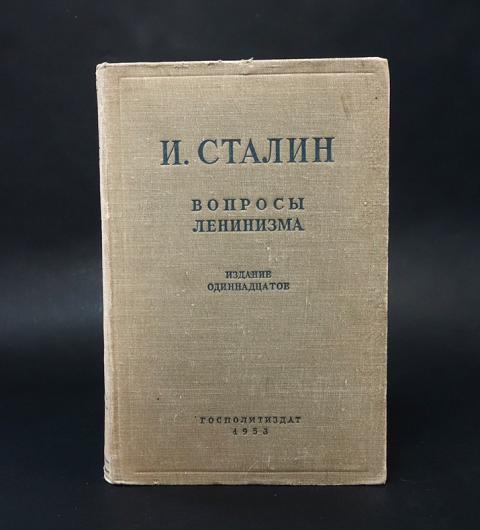 И. СТАЛИН
ВОПРОСЫ
ЛЕНИНИЗМА
ИЗДАНИЕ
ОДИННАДЦАТОЕ
ГОСПОЛИТИЗДАТ
1953